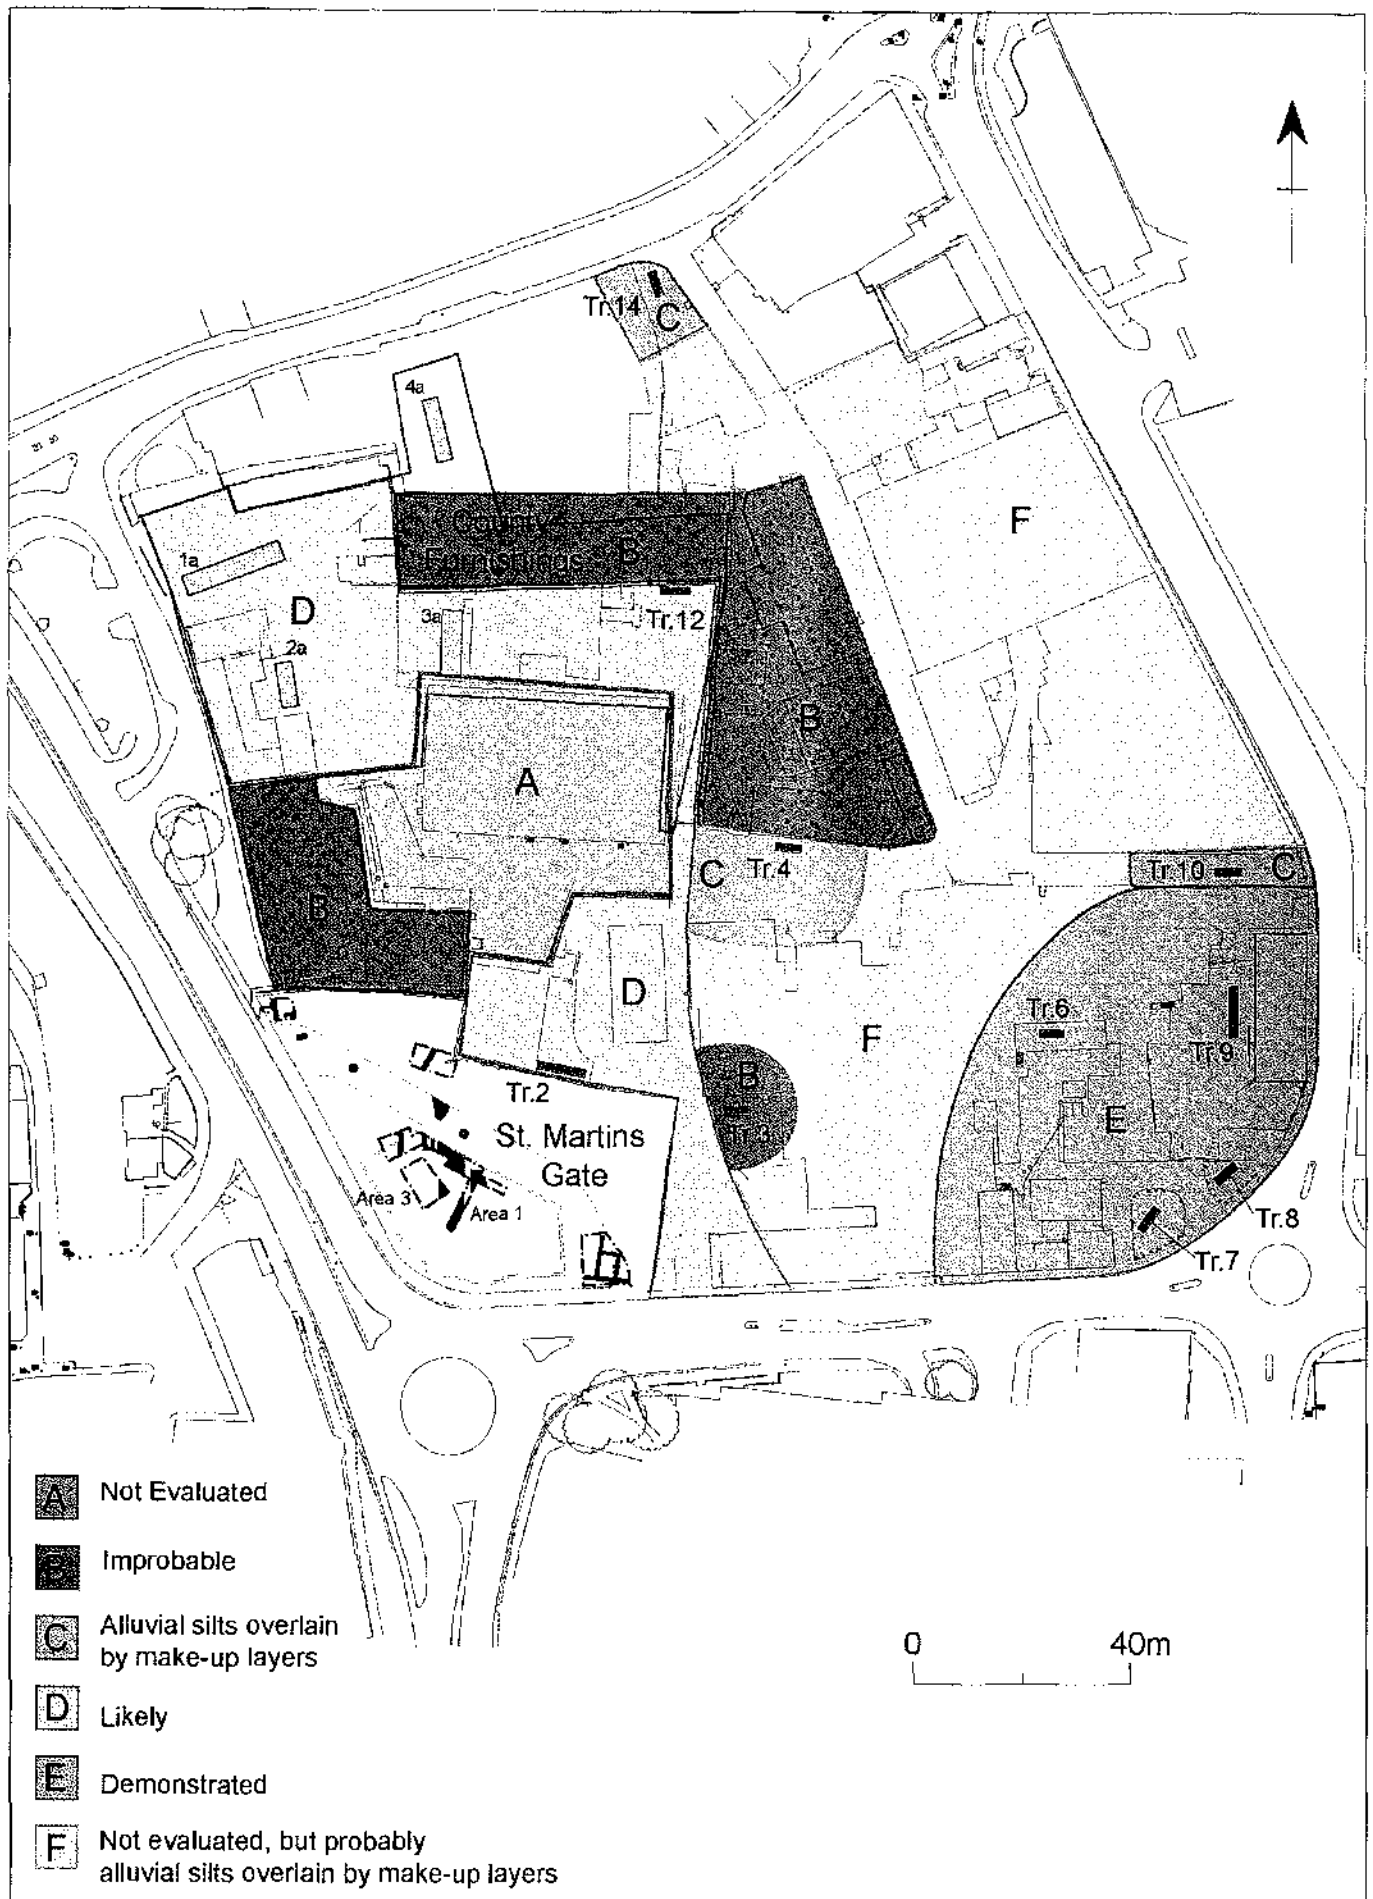 Tr.14
C
4a
F
County
Furnishings
B
1a
D
3a
Tr.12
2a
B
A
C
Tr.4
Tr.10
C
B
D
Tr.6
F
Tr.9
B
Tr.3
Tr.2
E
St. Martins
Gate
Area 3
Area 1
Tr.8
Tr.7
A
Not Evaluated
B
Improbable
C
Alluvial silts overlain
by make-up layers
D
Likely
E
Demonstrated
F
Not evaluated, but probably
alluvial silts overlain by make-up layers
0
40m